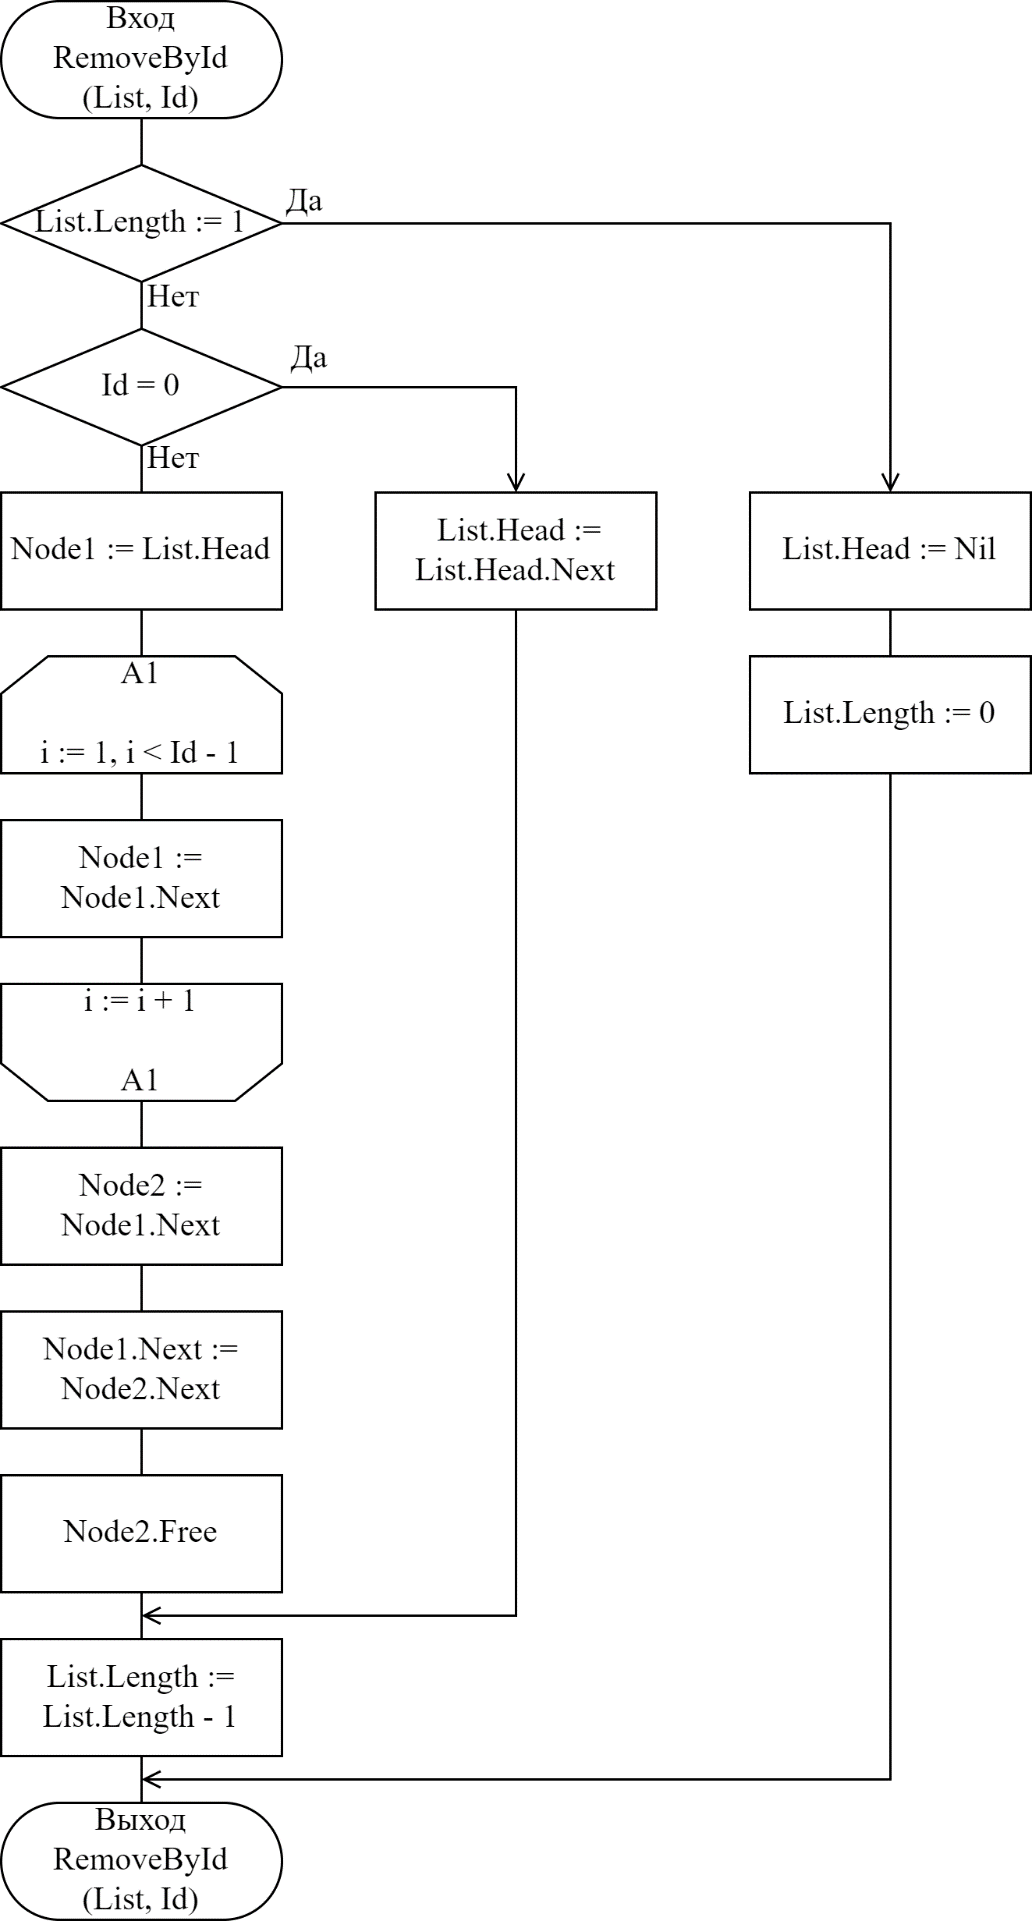 Вход
RemoveById
(List, Id)
List.Length := 1
Да
Нет
Id = 0
Да
Нет
Node1 := List.Head
List.Head :=
List.Head.Next
List.Head := Nil
A1
i := 1, i < Id - 1
List.Length := 0
Node1 :=
Node1.Next
i := i + 1
A1
Node2 :=
Node1.Next
Node1.Next :=
Node2.Next
Node2.Free
List.Length :=
List.Length - 1
Выход
RemoveById
(List, Id)